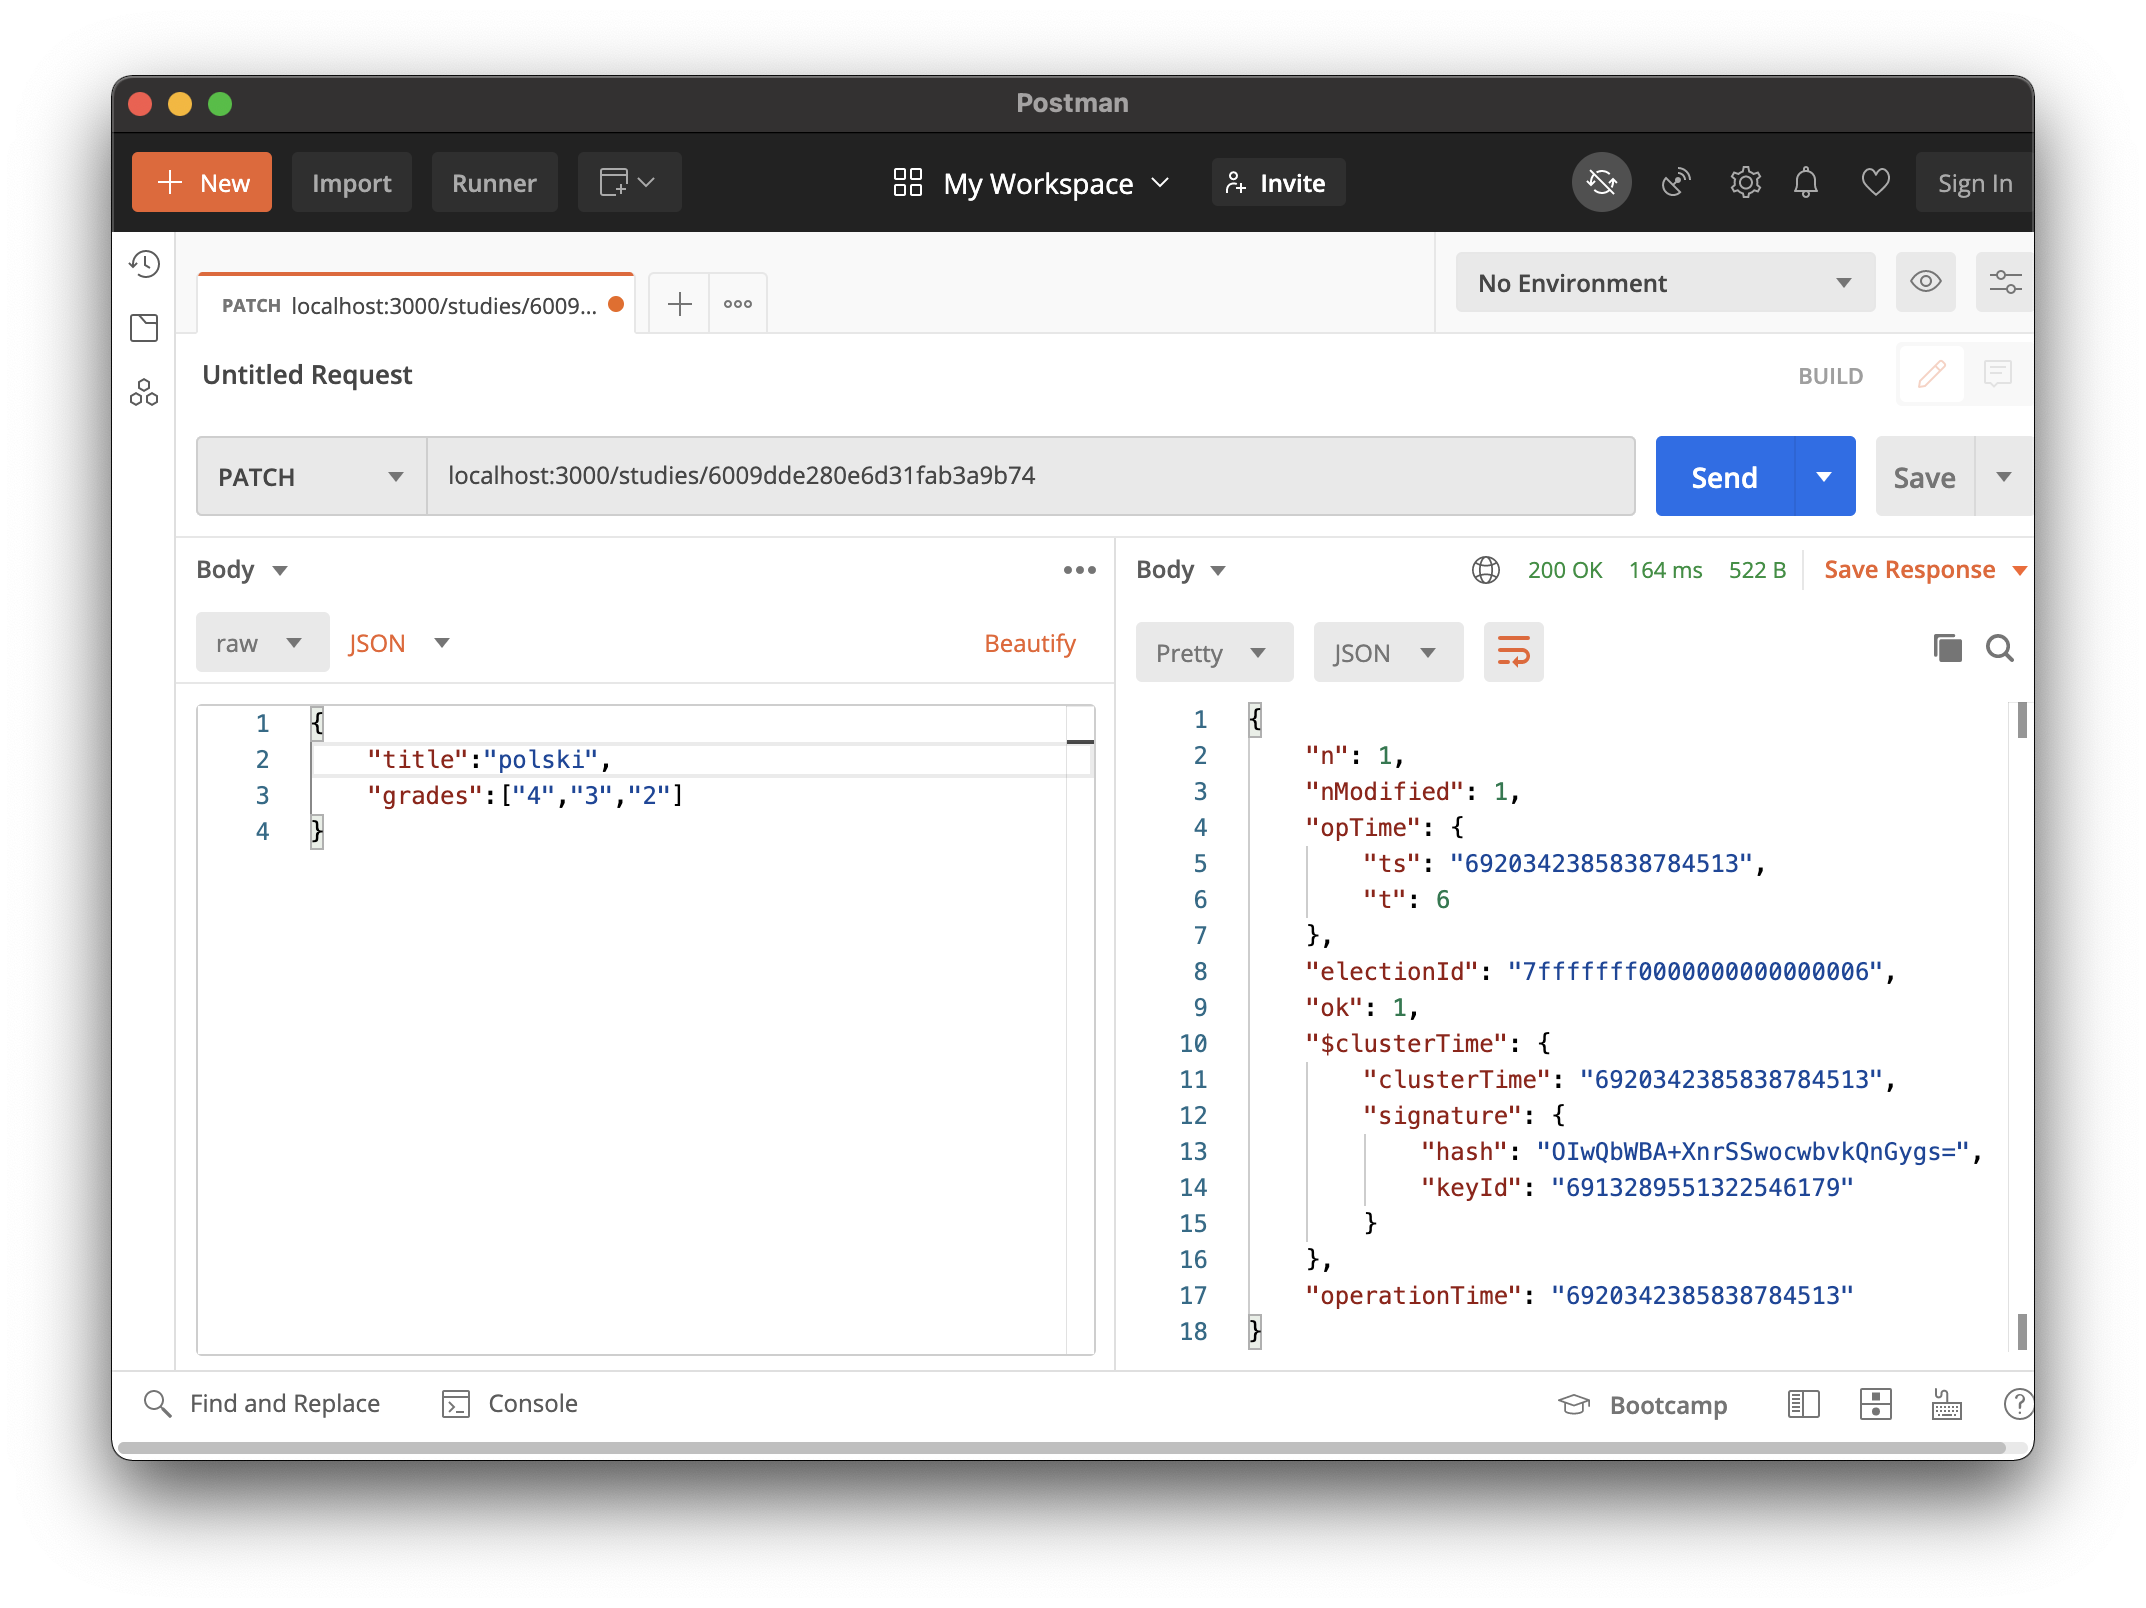 Postman
New Import Runner My Workspace Invite Sign In
PATCH localhost:3000/studies/6009...
No Environment
Untitled Request
BUILD
PATCH localhost:3000/studies/6009dde280e6d31fab3a9b74 Send Save
Body
raw JSON Beautify
1 {
2 "title":"polski",
3 "grades":["4","3","2"]
4 }
Body 200 OK 164 ms 522 B Save Response
Pretty JSON
1 {
2 "n": 1,
3 "nModified": 1,
4 "opTime": {
5 "ts": "6920342385838784513",
6 "t": 6
7 },
8 "electionId": "7fffffff0000000000000006",
9 "ok": 1,
10 "$clusterTime": {
11 "clusterTime": "6920342385838784513",
12 "signature": {
13 "hash": "OIwQbWBA+XnrSSwocwbvkQnGygs=",
14 "keyId": "6913289551322546179"
15 }
16 },
17 "operationTime": "6920342385838784513"
18 }
Find and Replace Console Bootcamp